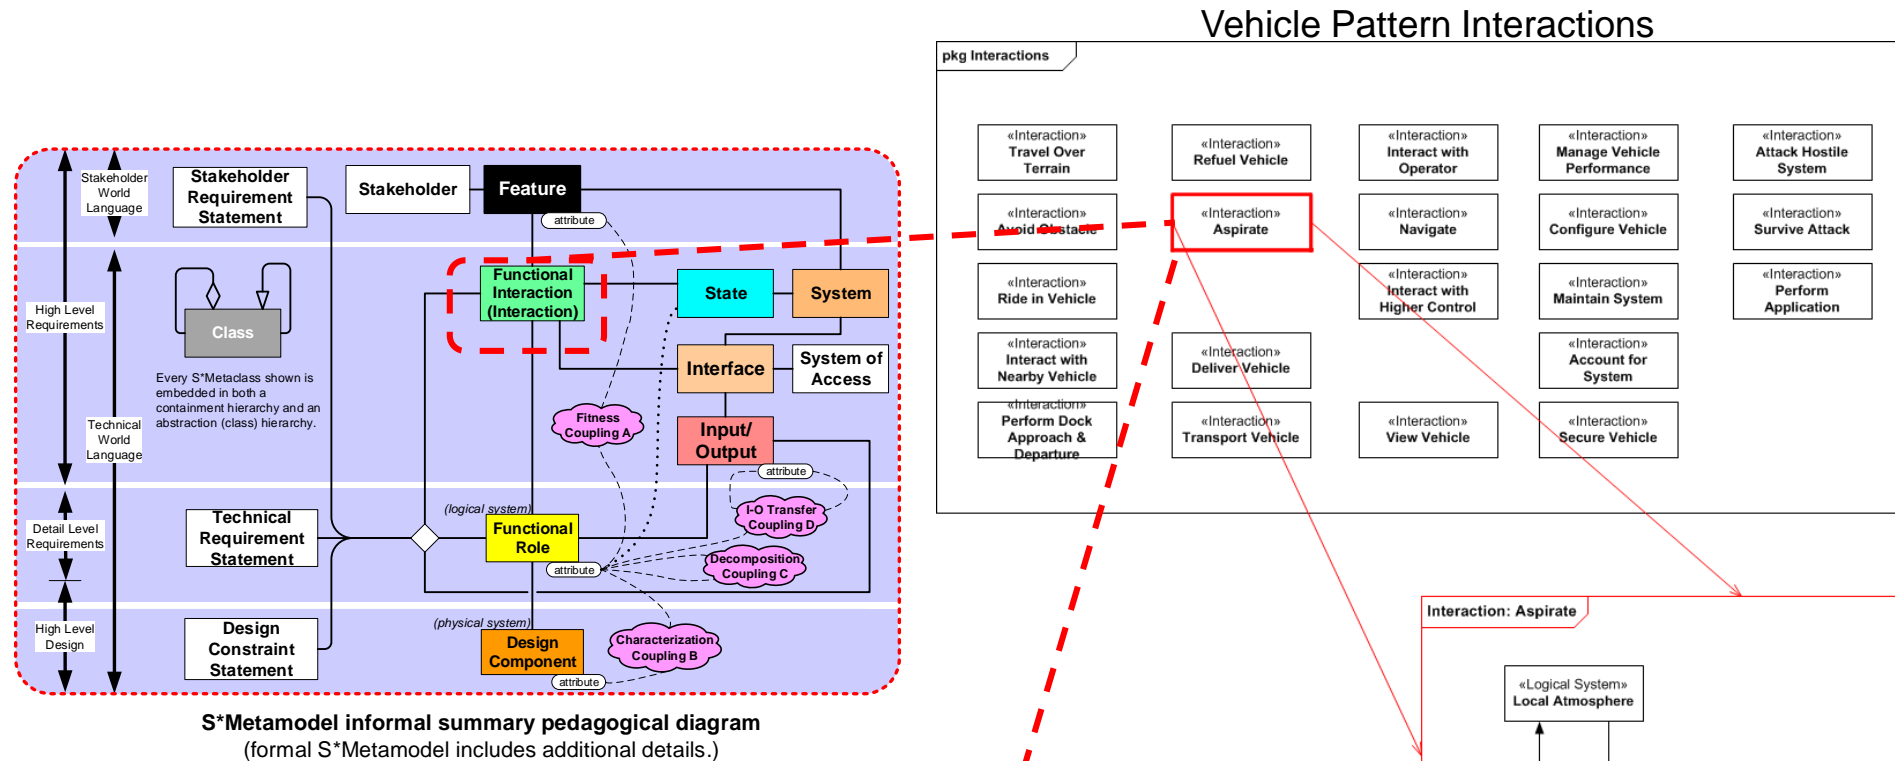 Vehicle Pattern Interactions
pkg Interactions
«Interaction»
Travel Over
Terrain
«Interaction»
Refuel Vehicle
«Interaction»
Interact with
Operator
«Interaction»
Manage Vehicle
Performance
«Interaction»
Attack Hostile
System
«Interaction»
Avoid Obstacle
«Interaction»
Aspirate
«Interaction»
Navigate
«Interaction»
Configure Vehicle
«Interaction»
Survive Attack
«Interaction»
Ride in Vehicle
«Interaction»
Interact with
Higher Control
«Interaction»
Maintain System
«Interaction»
Perform
Application
«Interaction»
Interact with
Nearby Vehicle
«Interaction»
Deliver Vehicle
«Interaction»
Account for
System
«Interaction»
Perform Dock
Approach &
Departure
«Interaction»
Transport Vehicle
«Interaction»
View Vehicle
«Interaction»
Secure Vehicle
Interaction: Aspirate
«Logical System»
Local Atmosphere
Stakeholder
World
Language
High Level
Requirements
Technical
World
Language
Detail Level
Requirements
High Level
Design
Stakeholder
Requirement
Statement
Stakeholder
Feature
attribute
Functional
Interaction
(Interaction)
State
System
Class
Every S*Metaclass shown is
embedded in both a
containment hierarchy and an
abstraction (class) hierarchy.
Interface
System of
Access
Fitness
Coupling A
Input/
Output
attribute
(logical system)
Technical
Requirement
Statement
Functional
Role
attribute
I-O Transfer
Coupling D
Decomposition
Coupling C
(physical system)
Design
Constraint
Statement
Design
Component
attribute
Characterization
Coupling B
S*Metamodel informal summary pedagogical diagram
(formal S*Metamodel includes additional details.)